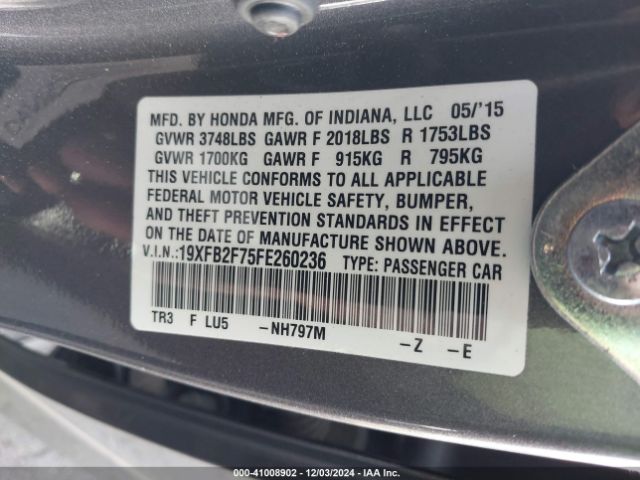 MFD. BY HONDA MFG. OF INDIANA, LLC 05/'15
GVWR 3748LBS GAWR F 2018LBS R 1753LBS
GVWR 1700KG GAWR F 915KG R 795KG
THIS VEHICLE CONFORMS TO ALL APPLICABLE
FEDERAL MOTOR VEHICLE SAFETY, BUMPER,
AND THEFT PREVENTION STANDARDS IN EFFECT
ON THE DATE OF MANUFACTURE SHOWN ABOVE.
V.I.N.:19XFB2F75FE260236 TYPE: PASSENGER CAR
TR3 F LU5 -NH797M -Z -E
000-41008902 - 12/03/2024 - IAA Inc.